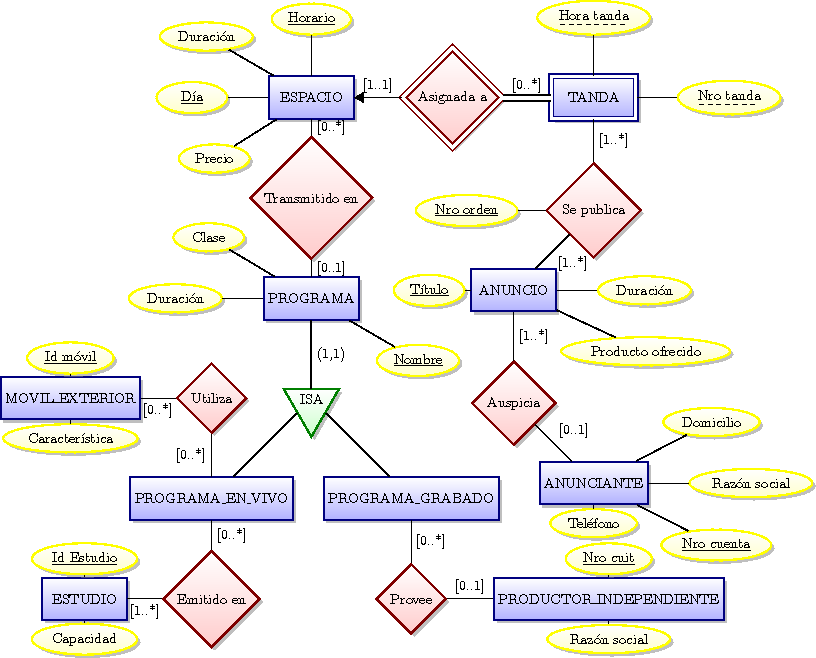 Horario
Hora tanda
Duración
[1..1]
[0..*]
Día
ESPACIO
Asignada a
TANDA
Nro tanda
[0..*]
[1..*]
Precio
Transmitido en
Nro orden
Se publica
Clase
[0..1]
[1..*]
Duración
PROGRAMA
Título
ANUNCIO
Duración
(1,1)
[1..*]
Nombre
Producto ofrecido
Id móvil
MOVIL_EXTERIOR
[0..*]
Utiliza
ISA
Auspicia
Característica
[0..1]
Domicilio
[0..*]
PROGRAMA_EN_VIVO
PROGRAMA_GRABADO
ANUNCIANTE
Razón social
Teléfono
[0..*]
[0..*]
Nro cuenta
Id Estudio
Nro cuit
ESTUDIO
[1..*]
Emitido en
Provee
[0..1]
PRODUCTOR_INDEPENDIENTE
Capacidad
Razón social